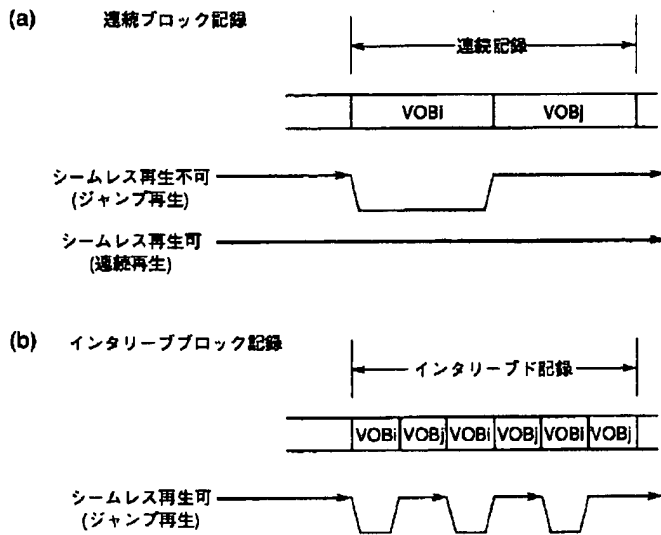 (a) 連続ブロック記録
連続記録
VOBi VOBj
シームレス再生不可
(ジャンプ再生)
シームレス再生可
(連続再生)
(b) インタリーブブロック記録
インタリーブド記録
VOBi VOBj VOBi VOBj VOBi VOBj
シームレス再生可
(ジャンプ再生)